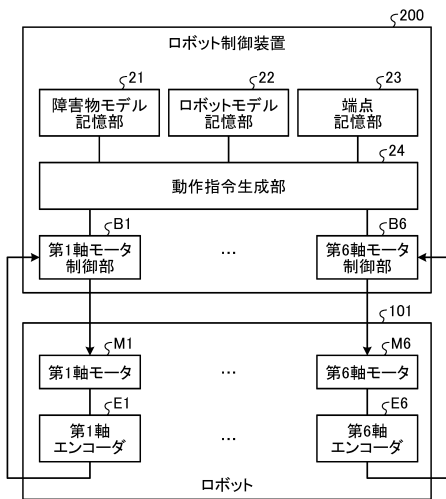 200
ロボット制御装置
21
22
23
障害物モデル
記憶部
ロボットモデル
記憶部
端点
記憶部
24
動作指令生成部
B1
B6
第1軸モータ
制御部
…
第6軸モータ
制御部
101
M1
M6
第1軸モータ
…
第6軸モータ
E1
E6
第1軸
エンコーダ
…
第6軸
エンコーダ
ロボット